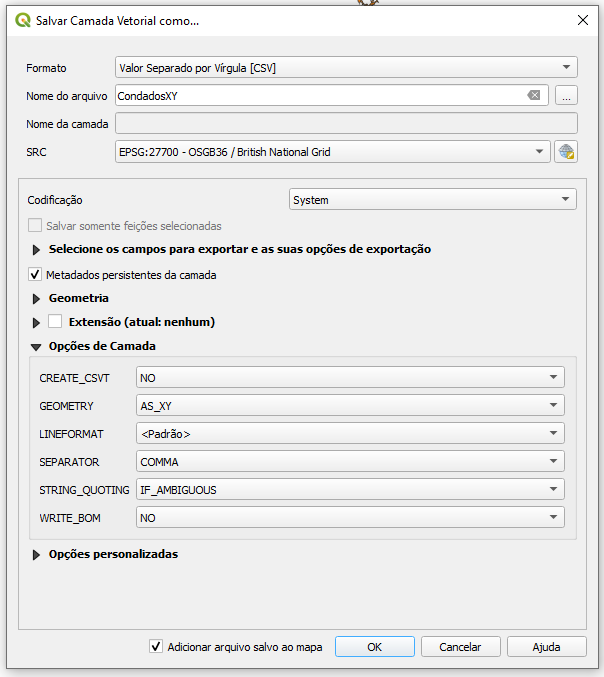 Salvar Camada Vetorial como...
Formato Valor Separado por Vírgula [CSV]
Nome do arquivo CondadosXY ...
Nome da camada
SRC EPSG:27700 - OSGB36 / British National Grid
Codificação System
Salvar somente feições selecionadas
Selecione os campos para exportar e as suas opções de exportação
Metadados persistentes da camada
Geometria
Extensão (atual: nenhum)
Opções de Camada
CREATE_CSVT NO
GEOMETRY AS_XY
LINEFORMAT <Padrão>
SEPARATOR COMMA
STRING_QUOTING IF_AMBIGUOUS
WRITE_BOM NO
Opções personalizadas
Adicionar arquivo salvo ao mapa OK Cancelar Ajuda